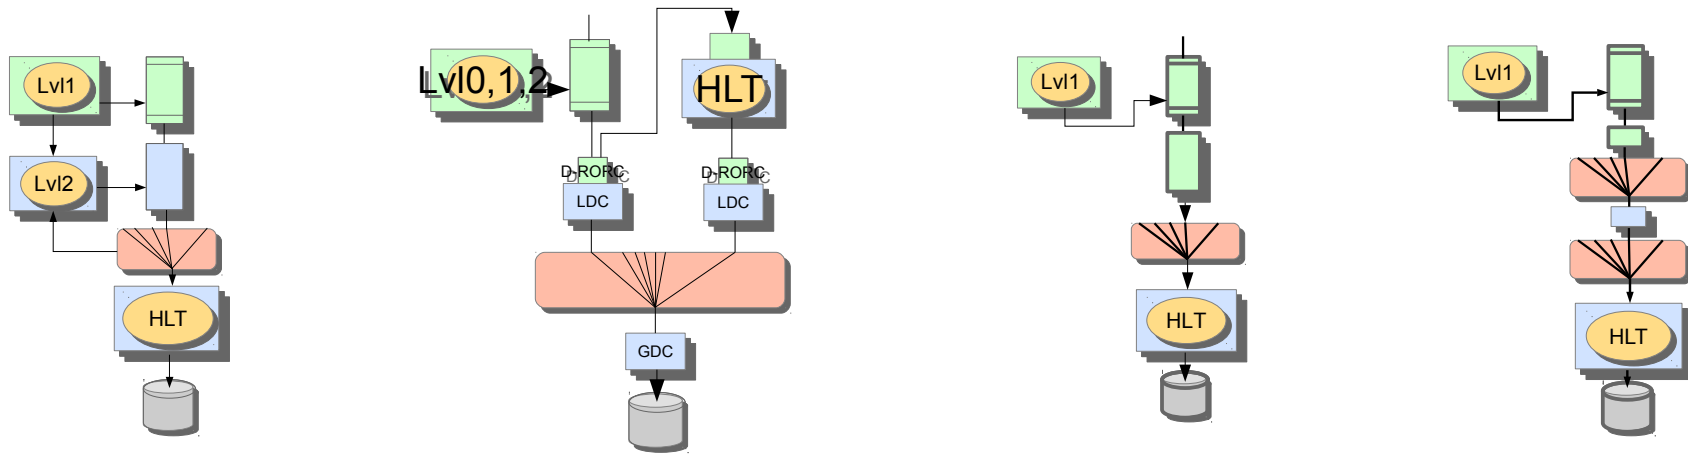 Lvl1
Lvl2
HLT
Lvl0,1,2
HLT
D-RORC
D-RORC
LDC
LDC
GDC
Lvl1
HLT
Lvl1
HLT